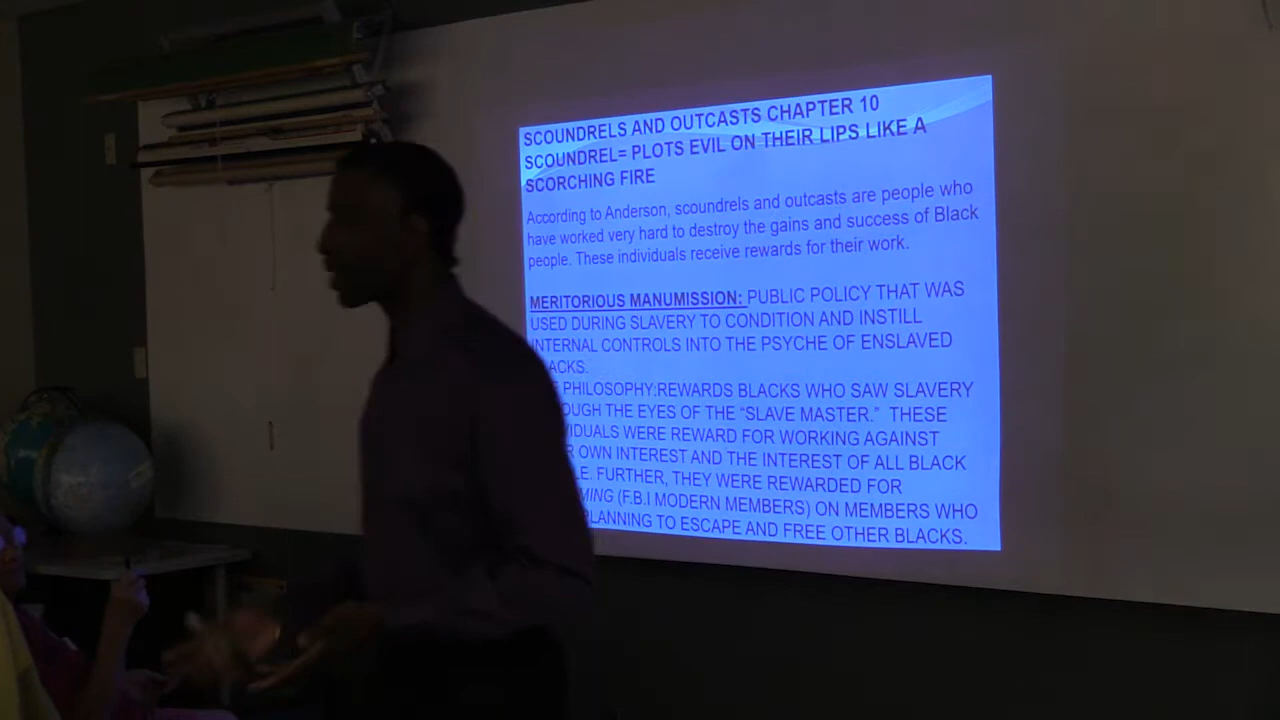 SCOUNDRELS AND OUTCASTS CHAPTER 10
SCOUNDREL= PLOTS EVIL ON THEIR LIPS LIKE A
SCORCHING FIRE
According to Anderson, scoundrels and outcasts are people who
have worked very hard to destroy the gains and success of Black
people. These individuals receive rewards for their work.
MERITORIOUS MANUMISSION: PUBLIC POLICY THAT WAS
USED DURING SLAVERY TO CONDITION AND INSTILL
INTERNAL CONTROLS INTO THE PSYCHE OF ENSLAVED
ACKS.
PHILOSOPHY:REWARDS BLACKS WHO SAW SLAVERY
OUGH THE EYES OF THE “SLAVE MASTER.” THESE
VIDUALS WERE REWARD FOR WORKING AGAINST
R OWN INTEREST AND THE INTEREST OF ALL BLACK
LE. FURTHER, THEY WERE REWARDED FOR
MING (F.B.I MODERN MEMBERS) ON MEMBERS WHO
PLANNING TO ESCAPE AND FREE OTHER BLACKS.